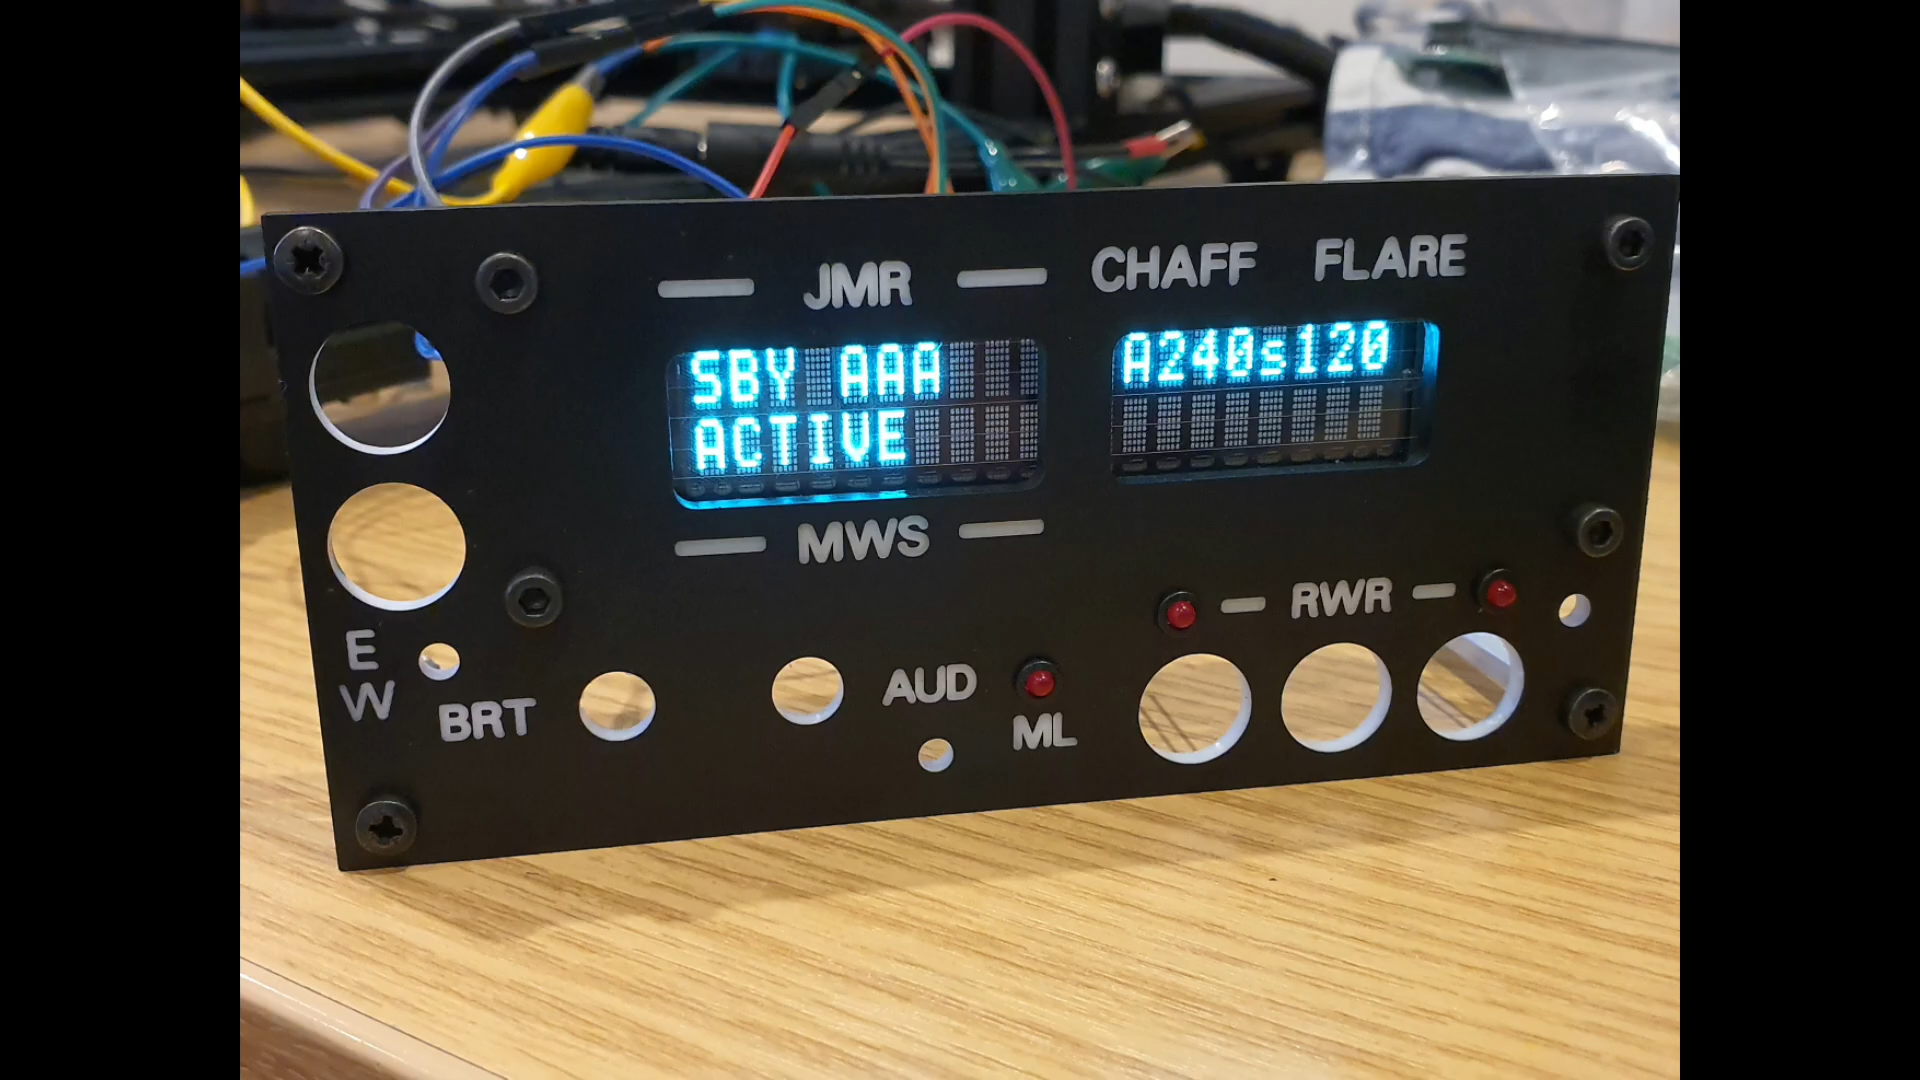 JMR CHAFF FLARE
SBY AAA A240s120
ACTIVE
MWS
RWR
E
W
BRT AUD
ML